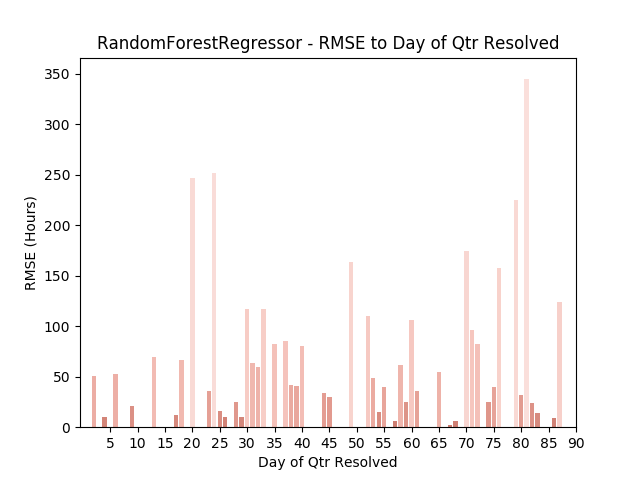 RandomForestRegressor - RMSE to Day of Qtr Resolved
350
300
250
200
150
100
50
0
RMSE (Hours)
5 10 15 20 25 30 35 40 45 50 55 60 65 70 75 80 85 90
Day of Qtr Resolved